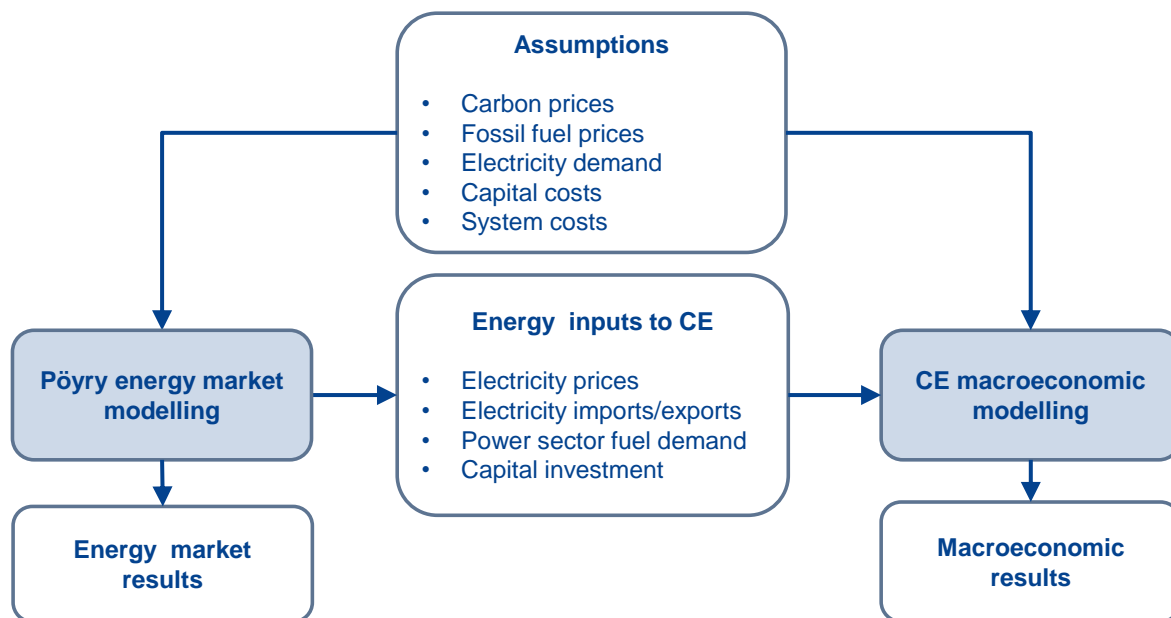 Assumptions
• Carbon prices
• Fossil fuel prices
• Electricity demand
• Capital costs
• System costs
Energy inputs to CE
• Electricity prices
• Electricity imports/exports
• Power sector fuel demand
• Capital investment
Pöyry energy market
modelling
CE macroeconomic
modelling
Energy market
results
Macroeconomic
results